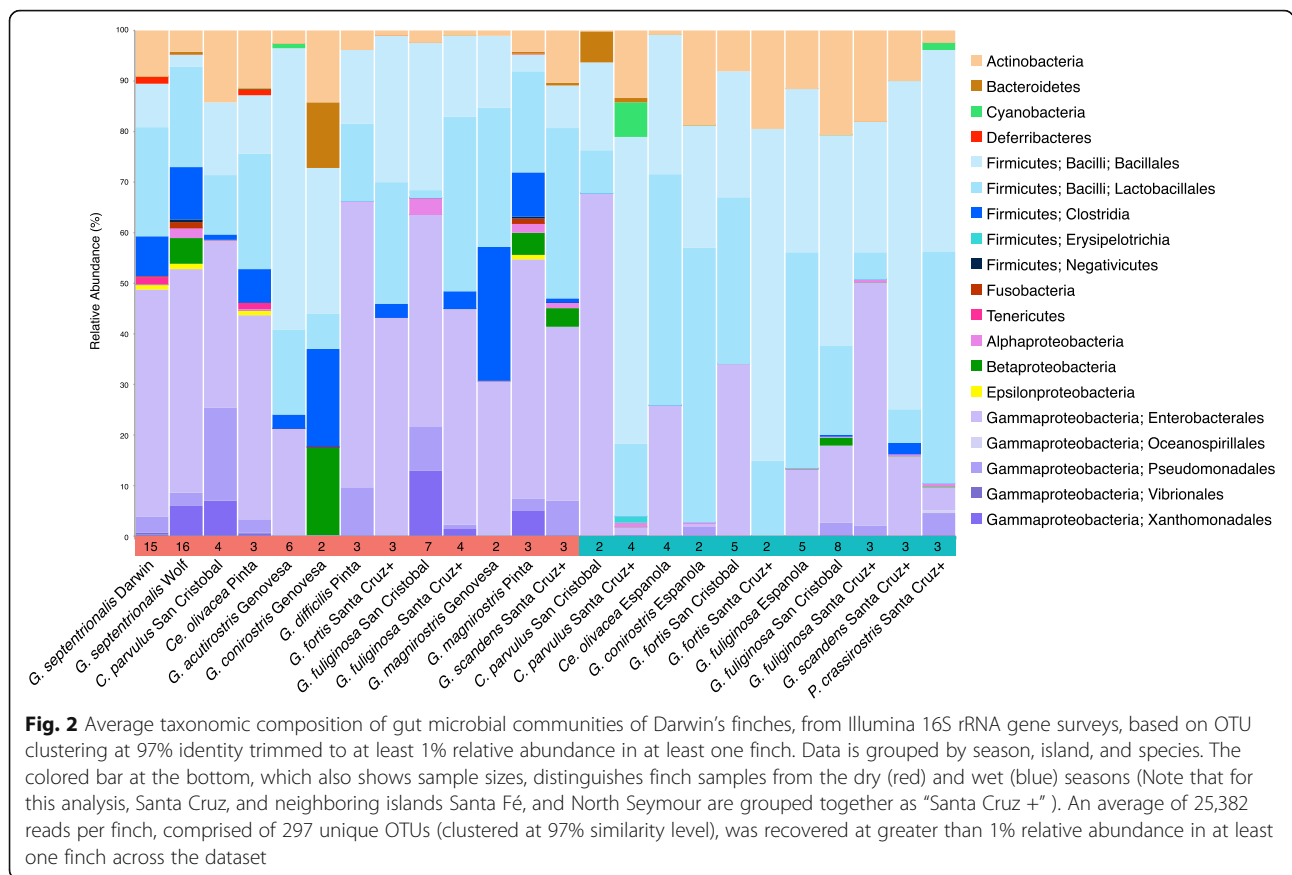 100
90
80
70
60
50
40
30
20
10
0
Relative Abundance (%)
Actinobacteria
Bacteroidetes
Cyanobacteria
Deferribacteres
Firmicutes; Bacilli; Bacillales
Firmicutes; Bacilli; Lactobacillales
Firmicutes; Clostridia
Firmicutes; Erysipelotrichia
Firmicutes; Negativicutes
Fusobacteria
Tenericutes
Alphaproteobacteria
Betaproteobacteria
Epsilonproteobacteria
Gammaproteobacteria; Enterobacterales
Gammaproteobacteria; Oceanospirillales
Gammaproteobacteria; Pseudomonadales
Gammaproteobacteria; Vibrionales
Gammaproteobacteria; Xanthomonadales
15 16 4 3 6 2 3 3 7 4 2 3 3 2 4 4 2 5 2 5 8 3 3 3
G. septentrionalis Darwin
G. septentrionalis Wolf
C. parvulus San Cristobal
Ce. olivacea Pinta
G. acutirostris Genovesa
G. conirostris Genovesa
G. difficilis Pinta
G. fortis Santa Cruz+
G. fuliginosa San Cristobal
G. fuliginosa Santa Cruz+
G. magnirostris Genovesa
G. magnirostris Pinta
G. scandens Santa Cruz+
C. parvulus San Cristobal
C. parvulus Santa Cruz+
Ce. olivacea Espanola
G. conirostris Espanola
G. fortis San Cristobal
G. fortis Santa Cruz+
G. fuliginosa Espanola
G. fuliginosa San Cristobal
G. fuliginosa Santa Cruz+
G. scandens Santa Cruz+
P. crassirostris Santa Cruz+
Fig. 2 Average taxonomic composition of gut microbial communities of Darwin's finches, from Illumina 16S rRNA gene surveys, based on OTU
clustering at 97% identity trimmed to at least 1% relative abundance in at least one finch. Data is grouped by season, island, and species. The
colored bar at the bottom, which also shows sample sizes, distinguishes finch samples from the dry (red) and wet (blue) seasons (Note that for
this analysis, Santa Cruz, and neighboring islands Santa Fé, and North Seymour are grouped together as "Santa Cruz +" ). An average of 25,382
reads per finch, comprised of 297 unique OTUs (clustered at 97% similarity level), was recovered at greater than 1% relative abundance in at least
one finch across the dataset